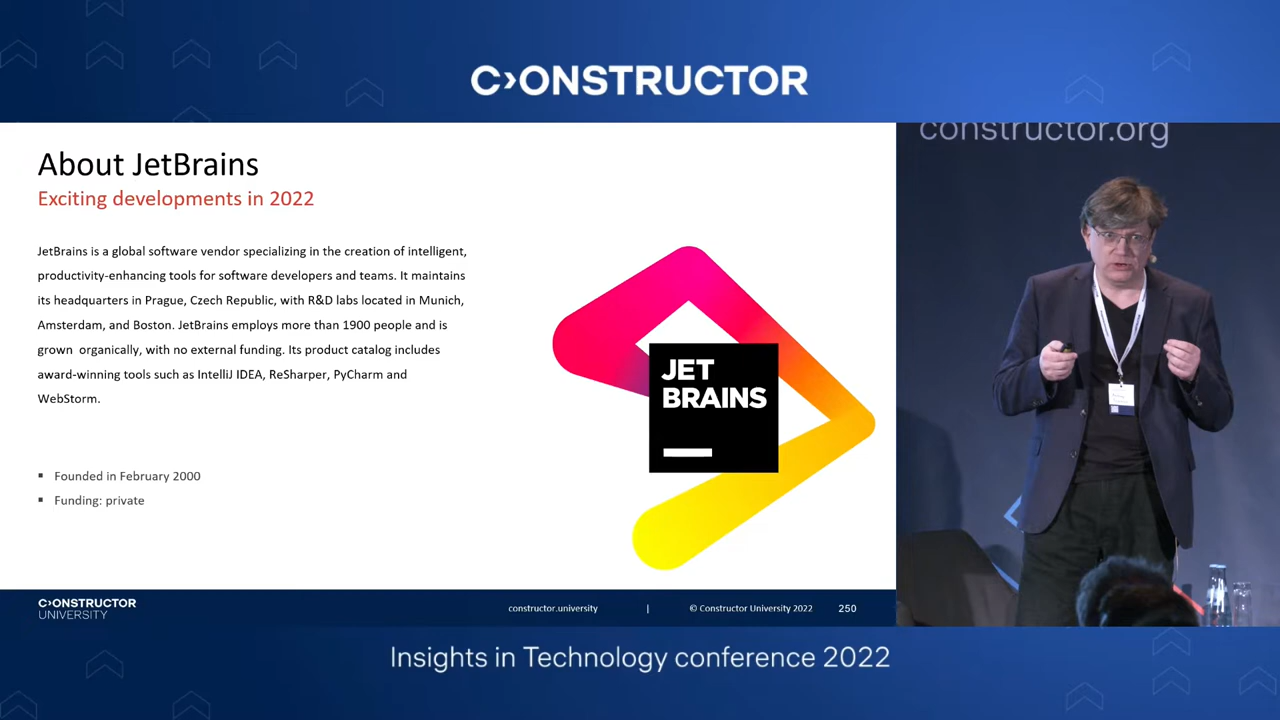 C›ONSTRUCTOR
constructor.org
About JetBrains
Exciting developments in 2022
JetBrains is a global software vendor specializing in the creation of intelligent,
productivity-enhancing tools for software developers and teams. It maintains
its headquarters in Prague, Czech Republic, with R&D labs located in Munich,
Amsterdam, and Boston. JetBrains employs more than 1900 people and is
grown  organically, with no external funding. Its product catalog includes
award-winning tools such as IntelliJ IDEA, ReSharper, PyCharm and
WebStorm.
▪ Founded in February 2000
▪ Funding: private
JET
BRAINS
C›ONSTRUCTOR
UNIVERSITY
constructor.university | © Constructor University 2022 250
Insights in Technology conference 2022